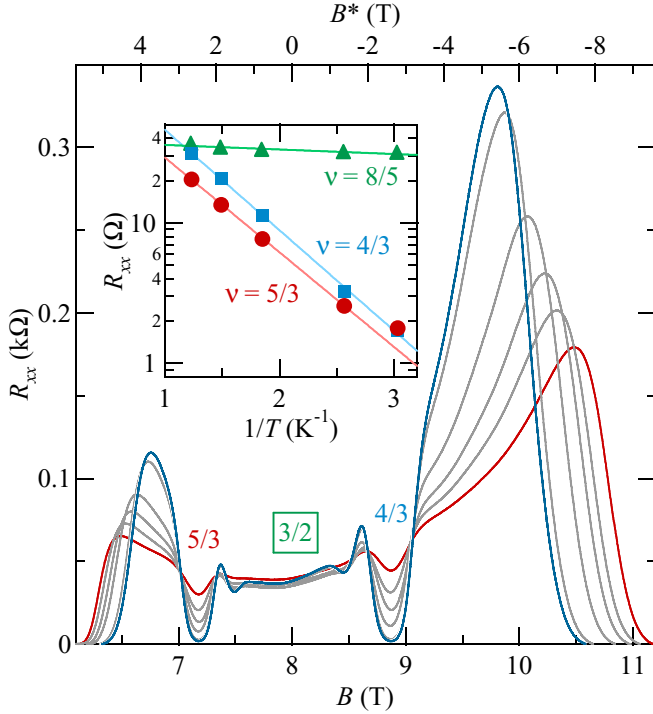 B* (T)
4 2 0 -2 -4 -6 -8
0.3
0.2
0.1
0
R_xx (kΩ)
4
2
10
6
4
2
1
R_xx (Ω)
ν = 8/5
ν = 4/3
ν = 5/3
1 2 3
1/T (K⁻¹)
5/3
3/2
4/3
7 8 9 10 11
B (T)